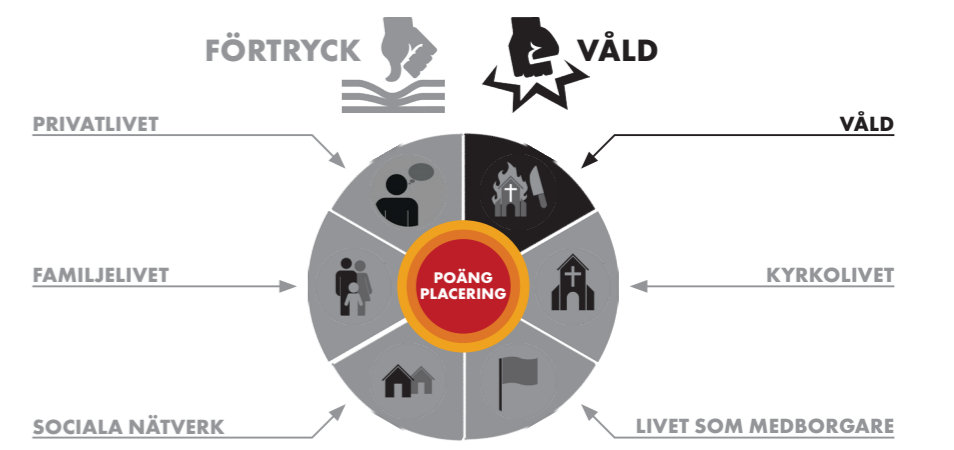 FÖRTRYCK
VÅLD
PRIVATLIVET
VÅLD
FAMILJELIVET
POÄNG
PLACERING
KYRKOLIVET
SOCIALA NÄTVERK
LIVET SOM MEDBORGARE